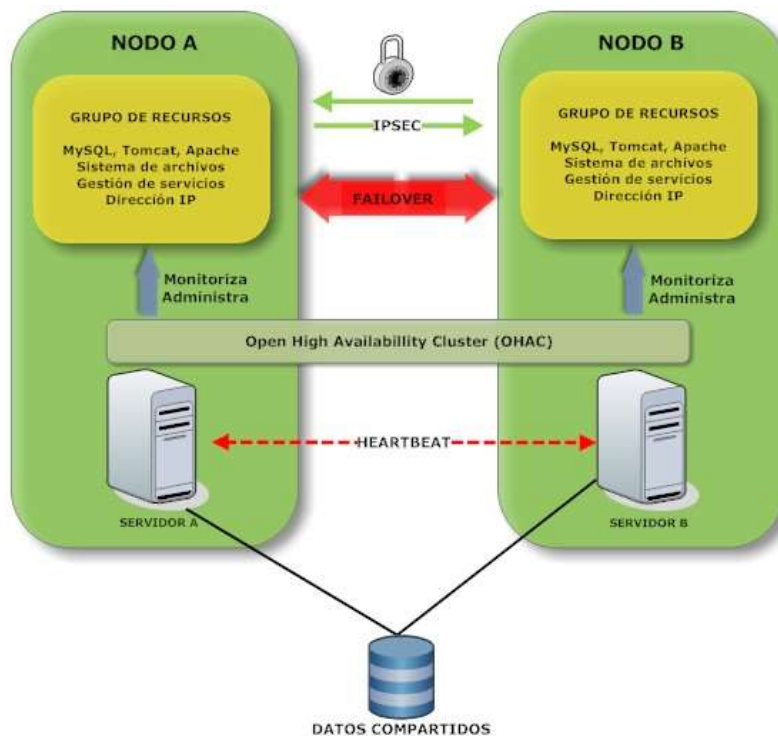 NODO A
NODO B
GRUPO DE RECURSOS
MySQL, Tomcat, Apache
Sistema de archivos
Gestión de servicios
Dirección IP
IPSEC
FAILOVER
GRUPO DE RECURSOS
MySQL, Tomcat, Apache
Sistema de archivos
Gestión de servicios
Dirección IP
Monitoriza
Administra
Monitoriza
Administra
Open High Availabillity Cluster (OHAC)
HEARTBEAT
SERVIDOR A
SERVIDOR B
DATOS COMPARTIDOS